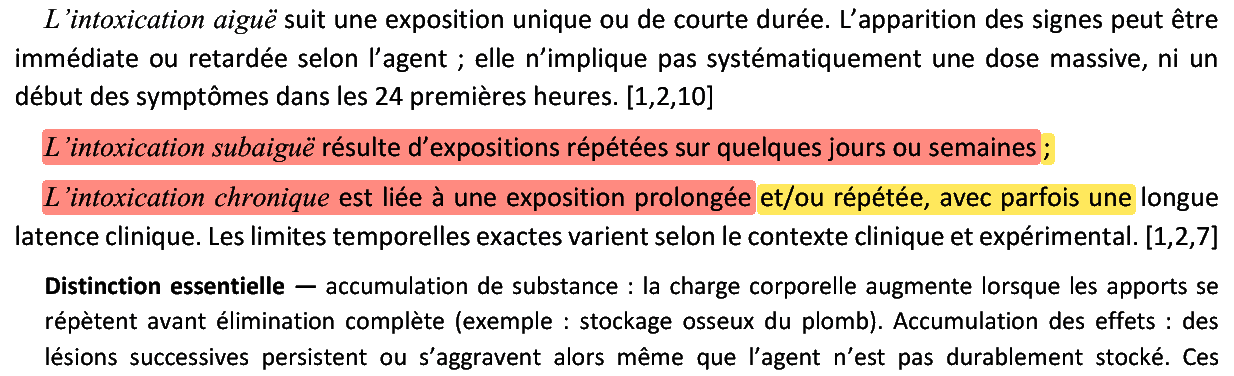 L’intoxication aiguë suit une exposition unique ou de courte durée. L’apparition des signes peut être
immédiate ou retardée selon l’agent ; elle n’implique pas systématiquement une dose massive, ni un
début des symptômes dans les 24 premières heures. [1,2,10]
L’intoxication subaiguë résulte d’expositions répétées sur quelques jours ou semaines ;
L’intoxication chronique est liée à une exposition prolongée et/ou répétée, avec parfois une longue
latence clinique. Les limites temporelles exactes varient selon le contexte clinique et expérimental. [1,2,7]
Distinction essentielle — accumulation de substance : la charge corporelle augmente lorsque les apports se
répètent avant élimination complète (exemple : stockage osseux du plomb). Accumulation des effets : des
lésions successives persistent ou s’aggravent alors même que l’agent n’est pas durablement stocké. Ces